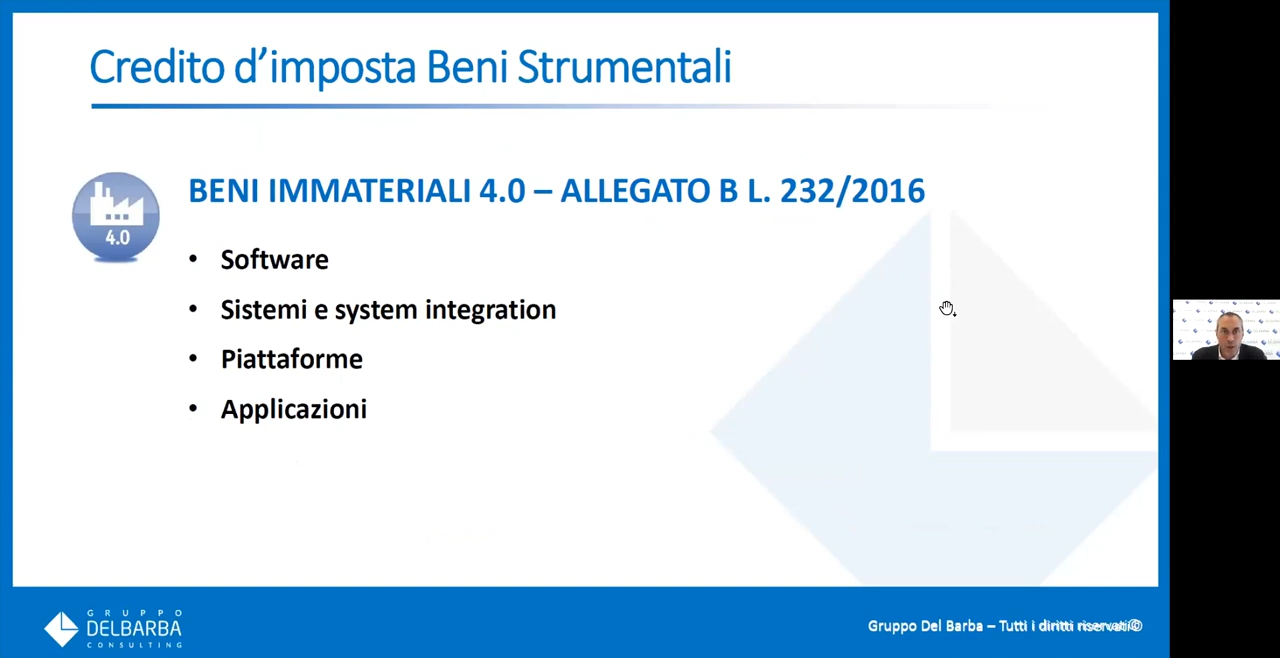 Credito d'imposta Beni Strumentali
BENI IMMATERIALI 4.0 – ALLEGATO B L. 232/2016
4.0
• Software
• Sistemi e system integration
• Piattaforme
• Applicazioni
GRUPPO
DELBARBA
CONSULTING
Gruppo Del Barba – Tutti i diritti riservati©